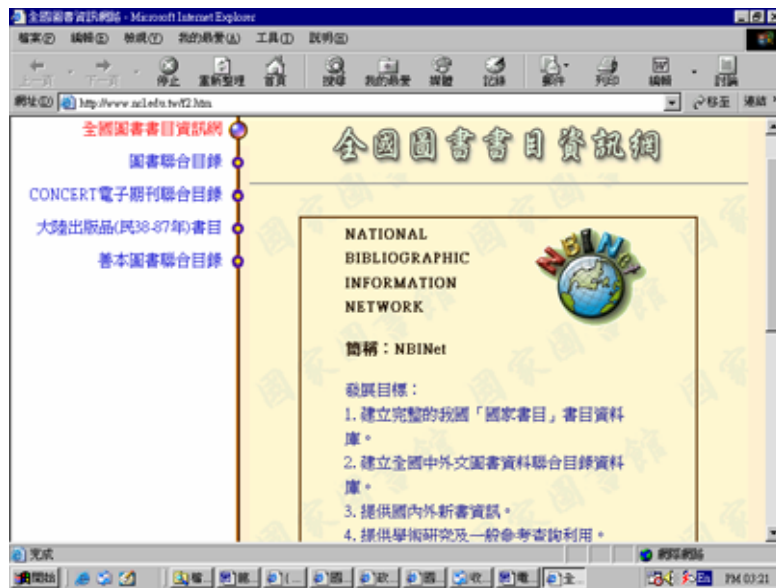 全國圖書書目資訊網路 - Microsoft Internet Explorer
檔案(F) 編輯(E) 檢視(V) 我的最愛(A) 工具(T) 說明(H)
上一頁 下一頁 停止 重新整理 首頁 搜尋 我的最愛 媒體 記錄 郵件 列印 編輯 討論
網址(D) http://www.ncl.edu.tw/f2.htm 移至 連結
全國圖書書目資訊網
圖書聯合目錄
CONCERT電子期刊聯合目錄
大陸出版品(民38-87年)書目
善本圖書聯合目錄
全國圖書書目資訊網
NATIONAL
BIBLIOGRAPHIC
INFORMATION
NETWORK
NBINet
簡稱：NBINet
發展目標：
1. 建立完整的我國「國家書目」書目資料
庫。
2. 建立全國中外文圖書資料聯合目錄資料
庫。
3. 提供國內外新書資訊。
4. 提供學術研究及一般參考查詢利用。
完成 網際網路
開始 PM 03:21